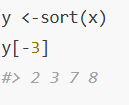 y <-sort(x)
y[-3]
#> 2 3 7 8